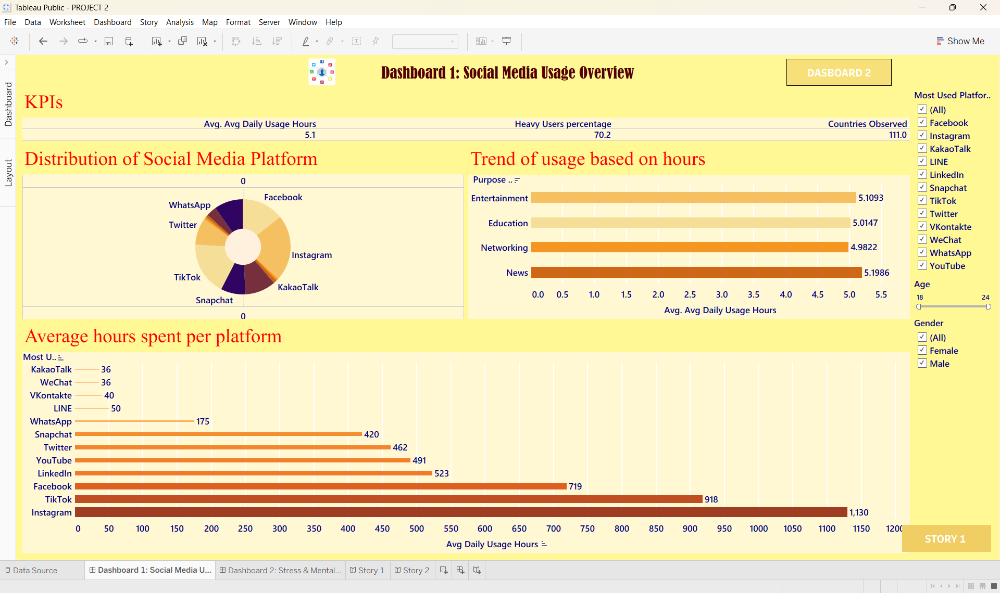 Tableau Public - PROJECT 2
File Data Worksheet Dashboard Story Analysis Map Format Server Window Help
Show Me
Dashboard
Layout
Dashboard 1: Social Media Usage Overview
DASBOARD 2
KPIs
Avg. Avg Daily Usage Hours Heavy Users percentage Countries Observed
5.1 70.2 111.0
Distribution of Social Media Platform
0
Facebook
WhatsApp
Twitter
Instagram
TikTok
KakaoTalk
Snapchat
0
Trend of usage based on hours
Purpose ..
Entertainment 5.1093
Education 5.0147
Networking 4.9822
News 5.1986
0.0 0.5 1.0 1.5 2.0 2.5 3.0 3.5 4.0 4.5 5.0 5.5
Avg. Avg Daily Usage Hours
Average hours spent per platform
Most U..
KakaoTalk 36
WeChat 36
VKontakte 40
LINE 50
WhatsApp 175
Snapchat 420
Twitter 462
YouTube 491
LinkedIn 523
Facebook 719
TikTok 918
Instagram 1,130
0 50 100 150 200 250 300 350 400 450 500 550 600 650 700 750 800 850 900 950 1000 1050 1100 1150 1200
Avg Daily Usage Hours
Most Used Platfor..
(All)
Facebook
Instagram
KakaoTalk
LINE
LinkedIn
Snapchat
TikTok
Twitter
VKontakte
WeChat
WhatsApp
YouTube
Age
18 24
Gender
(All)
Female
Male
STORY 1
Data Source Dashboard 1: Social Media U... Dashboard 2: Stress & Mental... Story 1 Story 2